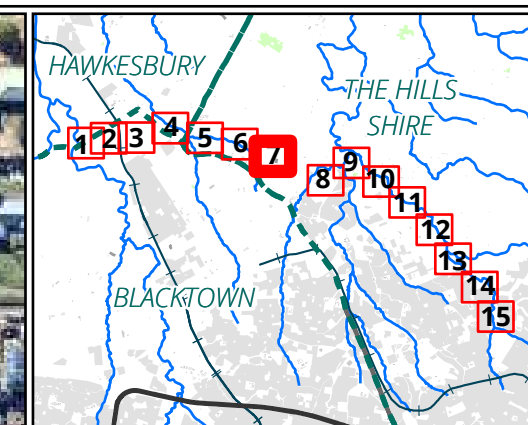 HAWKESBURY
THE HILLS
SHIRE
1 2 3 4 5 6 7
8 9 10 11 12 13 14 15
BLACKTOWN